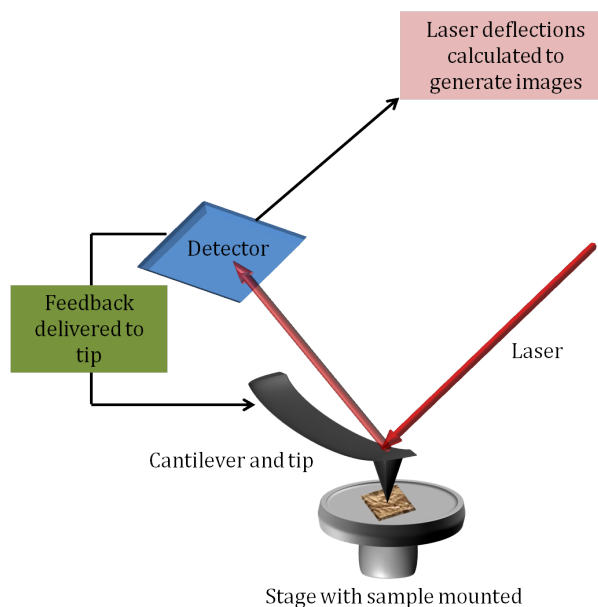 Laser deflections
calculated to
generate images
Detector
Feedback
delivered to
tip
Laser
Cantilever and tip
Stage with sample mounted